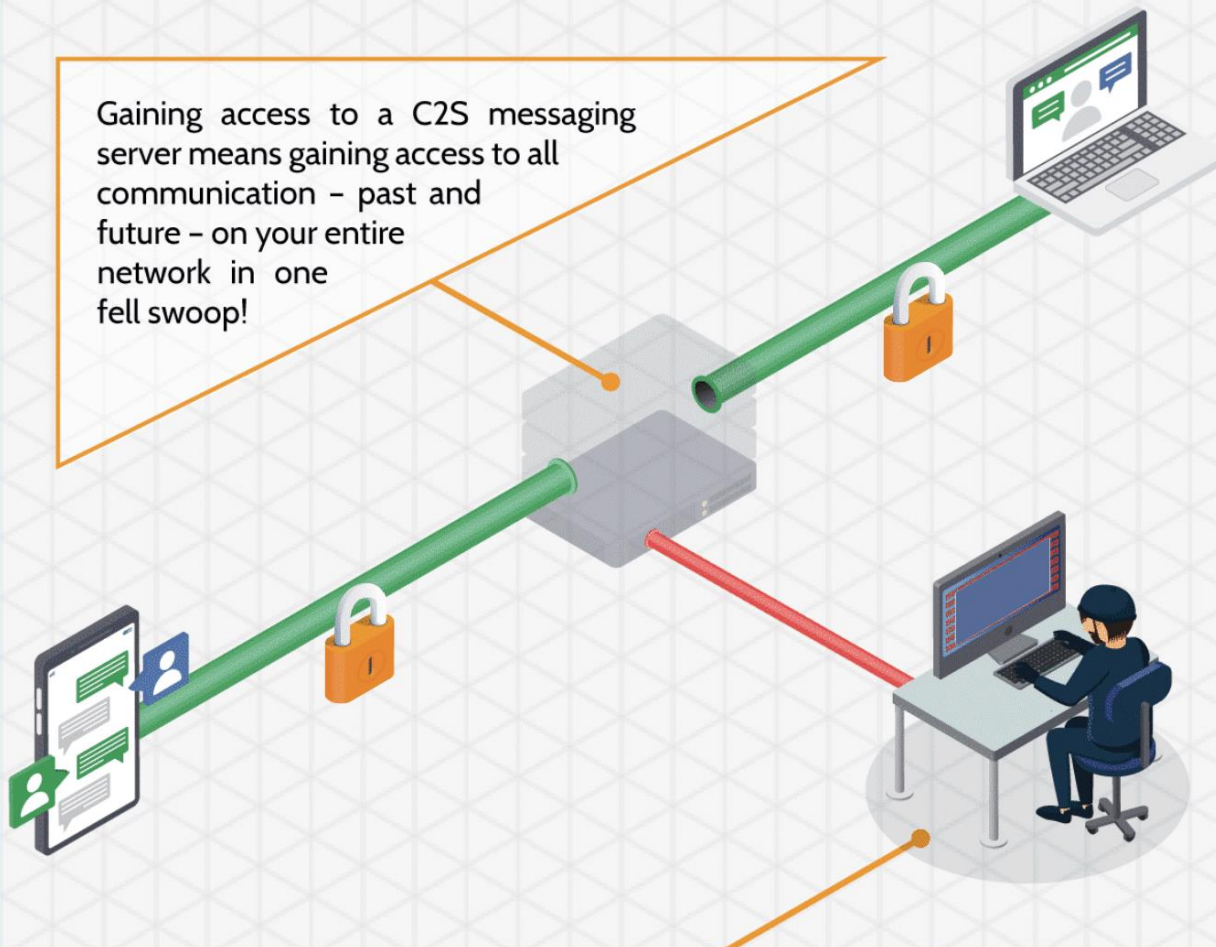 Gaining access to a C2S messaging
server means gaining access to all
communication – past and
future – on your entire
network in one
fell swoop!